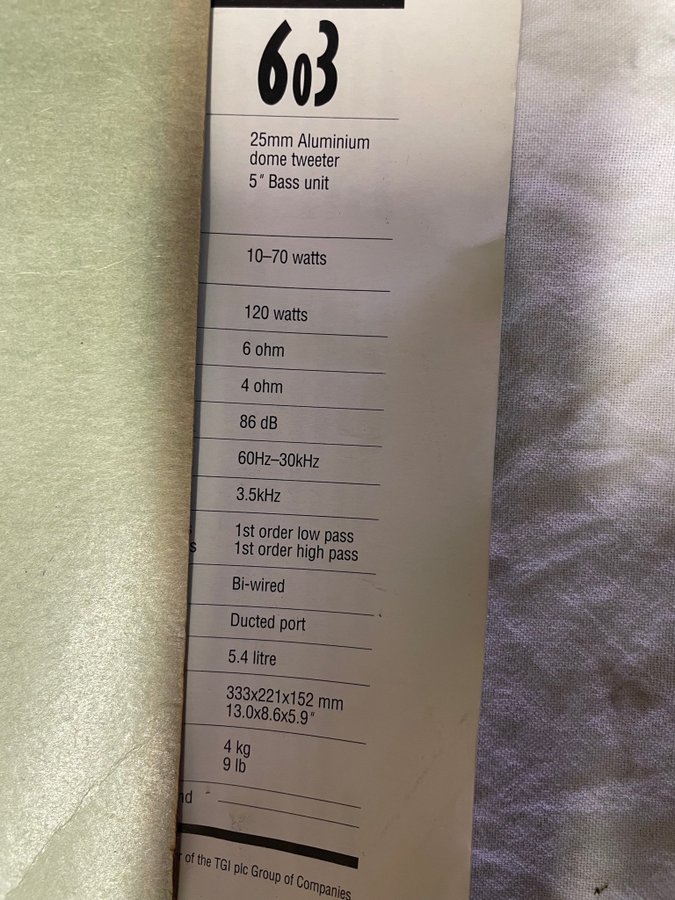 603
25mm Aluminium
dome tweeter
5" Bass unit
10–70 watts
120 watts
6 ohm
4 ohm
86 dB
60Hz–30kHz
3.5kHz
1st order low pass
1st order high pass
Bi-wired
Ducted port
5.4 litre
333x221x152 mm
13.0x8.6x5.9"
4 kg
9 lb
of the TGI plc Group of Companies